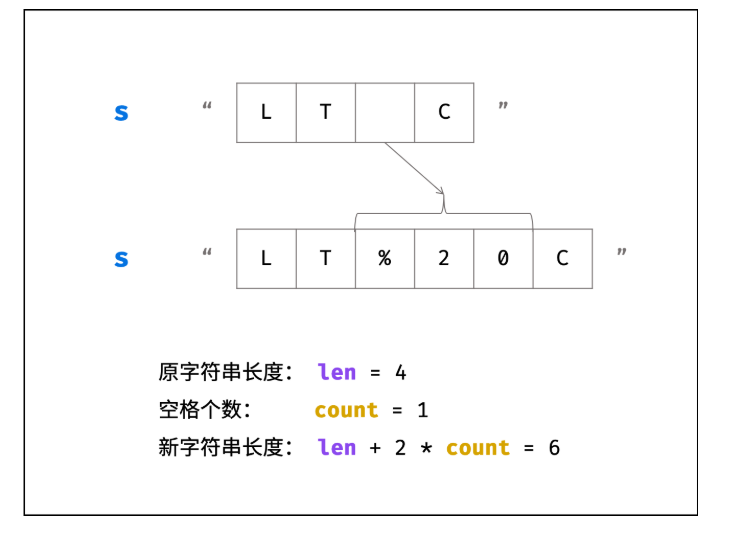 s “ L T C ”
s “ L T % 2 0 C ”
原字符串长度： len = 4
空格个数： count = 1
新字符串长度： len + 2 * count = 6